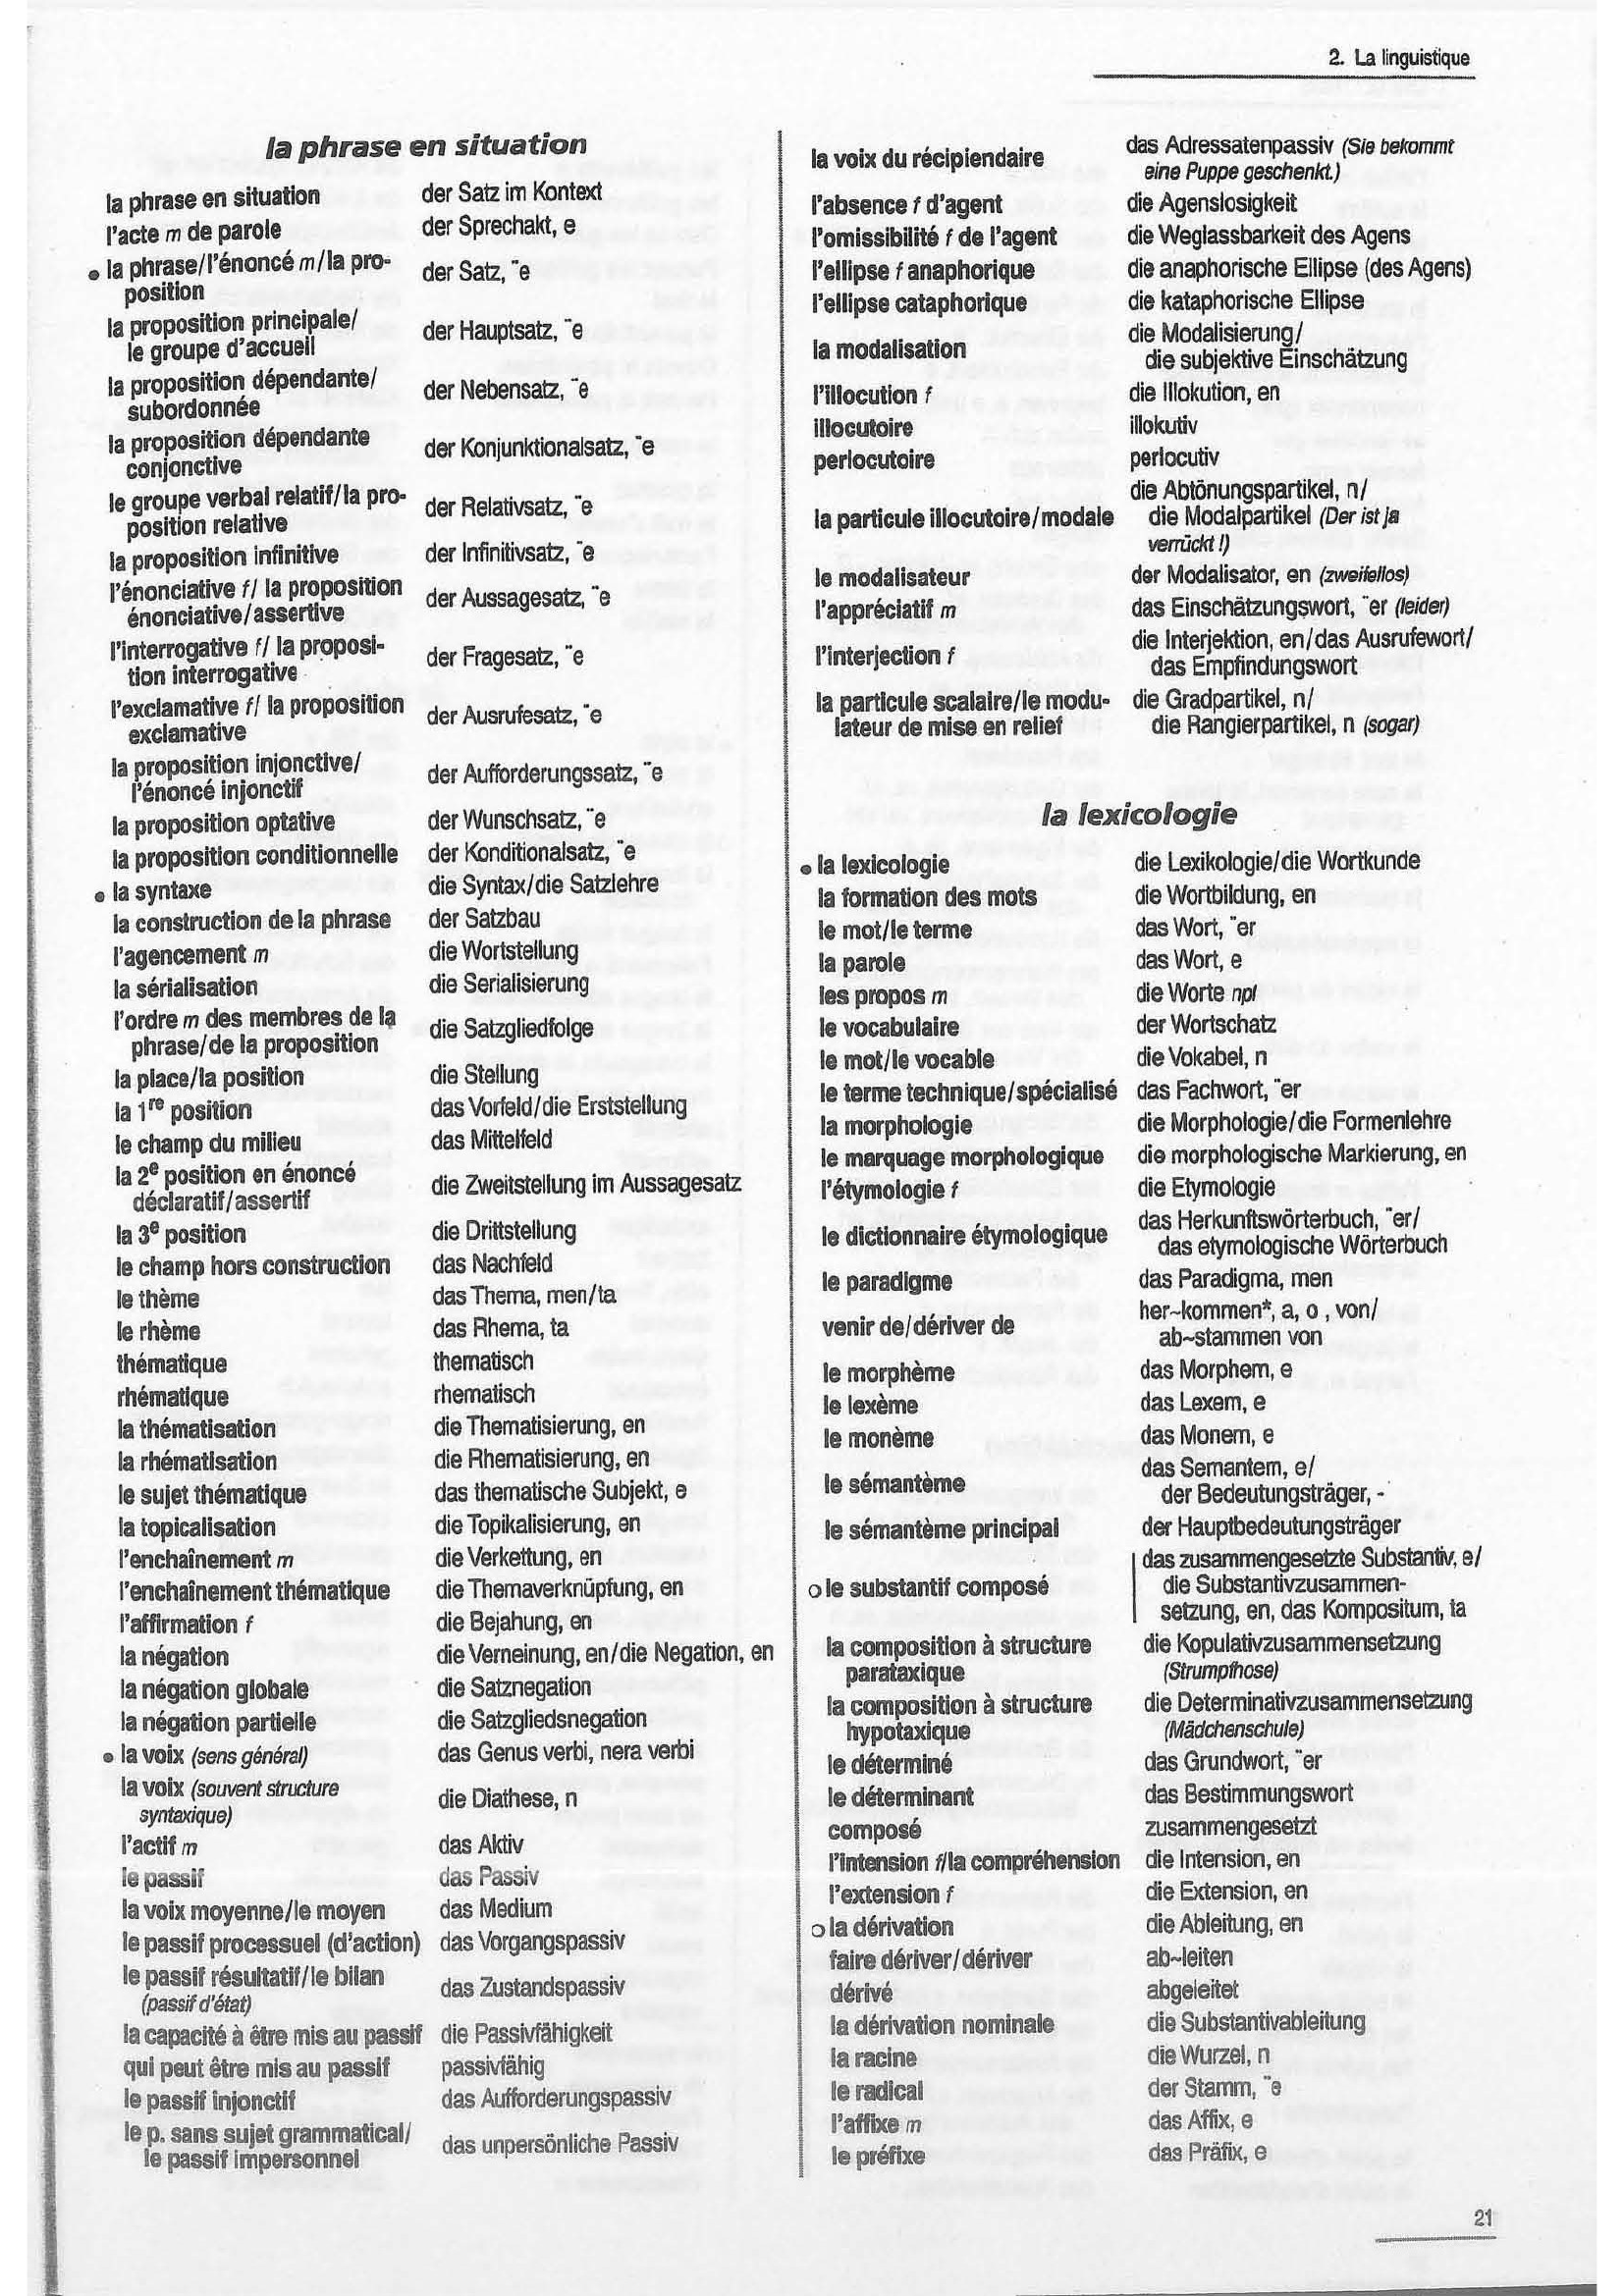 2. La linguistique
la phrase en situation
la phrase en situation der Satz im Kontext
l'acte m de parole der Sprechakt, e
• la phrase/l'énoncé m/la pro-
position der Satz, ¨e
la proposition principale/
le groupe d'accueil der Hauptsatz, ¨e
la proposition dépendante/
subordonnée der Nebensatz, ¨e
la proposition dépendante
conjonctive der Konjunktionalsatz, ¨e
le groupe verbal relatif/la pro-
position relative der Relativsatz, ¨e
la proposition infinitive der Infinitivsatz, ¨e
l'énonciative f/ la proposition
énonciative/assertive der Aussagesatz, ¨e
l'interrogative f/ la proposi-
tion interrogative der Fragesatz, ¨e
l'exclamative f/ la proposition
exclamative der Ausrufesatz, ¨e
la proposition injonctive/
l'énoncé injonctif der Aufforderungssatz, ¨e
la proposition optative der Wunschsatz, ¨e
la proposition conditionnelle der Konditionalsatz, ¨e
• la syntaxe die Syntax/die Satzlehre
la construction de la phrase der Satzbau
l'agencement m die Wortstellung
la sérialisation die Serialisierung
l'ordre m des membres de la
phrase/de la proposition die Satzgliedfolge
la place/la position die Stellung
la 1re position das Vorfeld/die Erststellung
le champ du milieu das Mittelfeld
la 2e position en énoncé
déclaratif/assertif die Zweitstellung im Aussagesatz
la 3e position die Drittstellung
le champ hors construction das Nachfeld
le thème das Thema, men/ta
le rhème das Rhema, ta
thématique thematisch
rhématique rhematisch
la thématisation die Thematisierung, en
la rhématisation die Rhematisierung, en
le sujet thématique das thematische Subjekt, e
la topicalisation die Topikalisierung, en
l'enchaînement m die Verkettung, en
l'enchaînement thématique die Themaverknüpfung, en
l'affirmation f die Bejahung, en
la négation die Verneinung, en/die Negation, en
la négation globale die Satznegation
la négation partielle die Satzgliedsnegation
• la voix (sens général) das Genus verbi, nera verbi
la voix (souvent structure
syntaxique) die Diathese, n
l'actif m das Aktiv
le passif das Passiv
la voix moyenne/le moyen das Medium
le passif processuel (d'action) das Vorgangspassiv
le passif résultatif/le bilan
(passif d'état) das Zustandspassiv
la capacité à être mis au passif die Passivfähigkeit
qui peut être mis au passif passivfähig
le passif injonctif das Aufforderungspassiv
le p. sans sujet grammatical/
le passif impersonnel das unpersönliche Passiv
la voix du récipiendaire das Adressatenpassiv (Sie bekommt
eine Puppe geschenkt.)
l'absence f d'agent die Agenslosigkeit
l'omissibilité f de l'agent die Weglassbarkeit des Agens
l'ellipse f anaphorique die anaphorische Ellipse (des Agens)
l'ellipse cataphorique die kataphorische Ellipse
la modalisation die Modalisierung/
die subjektive Einschätzung
l'illocution f die Illokution, en
illocutoire illokutiv
perlocutoire perlocutiv
la particule illocutoire/modale die Abtönungspartikel, n/
die Modalpartikel (Der ist ja
verrückt !)
le modalisateur der Modalisator, en (zweifellos)
l'appréciatif m das Einschätzungswort, ¨er (leider)
l'interjection f die Interjektion, en/das Ausrufewort/
das Empfindungswort
la particule scalaire/le modu- die Gradpartikel, n/
lateur de mise en relief die Rangierpartikel, n (sogar)
la lexicologie
• la lexicologie die Lexikologie/die Wortkunde
la formation des mots die Wortbildung, en
le mot/le terme das Wort, ¨er
la parole das Wort, e
les propos m die Worte npl
le vocabulaire der Wortschatz
le mot/le vocable die Vokabel, n
le terme technique/spécialisé das Fachwort, ¨er
la morphologie die Morphologie/die Formenlehre
le marquage morphologique die morphologische Markierung, en
l'étymologie f die Etymologie
le dictionnaire étymologique das Herkunftswörterbuch, ¨er/
das etymologische Wörterbuch
le paradigme das Paradigma, men
venir de/dériver de her~kommen*, a, o , von/
ab~stammen von
le morphème das Morphem, e
le lexème das Lexem, e
le monème das Monem, e
le sémantème das Semantem, e/
der Bedeutungsträger, -
le sémantème principal der Hauptbedeutungsträger
o le substantif composé das zusammengesetzte Substantiv, e/
die Substantivzusammen-
setzung, en, das Kompositum, ta
la composition à structure die Kopulativzusammensetzung
parataxique (Strumpfhose)
la composition à structure die Determinativzusammensetzung
hypotaxique (Mädchenschule)
le déterminé das Grundwort, ¨er
le déterminant das Bestimmungswort
composé zusammengesetzt
l'intension f/la compréhension die Intension, en
l'extension f die Extension, en
o la dérivation die Ableitung, en
faire dériver/dériver ab~leiten
dérivé abgeleitet
la dérivation nominale die Substantivableitung
la racine die Wurzel, n
le radical der Stamm, ¨e
l'affixe m das Affix, e
le préfixe das Präfix, e
21